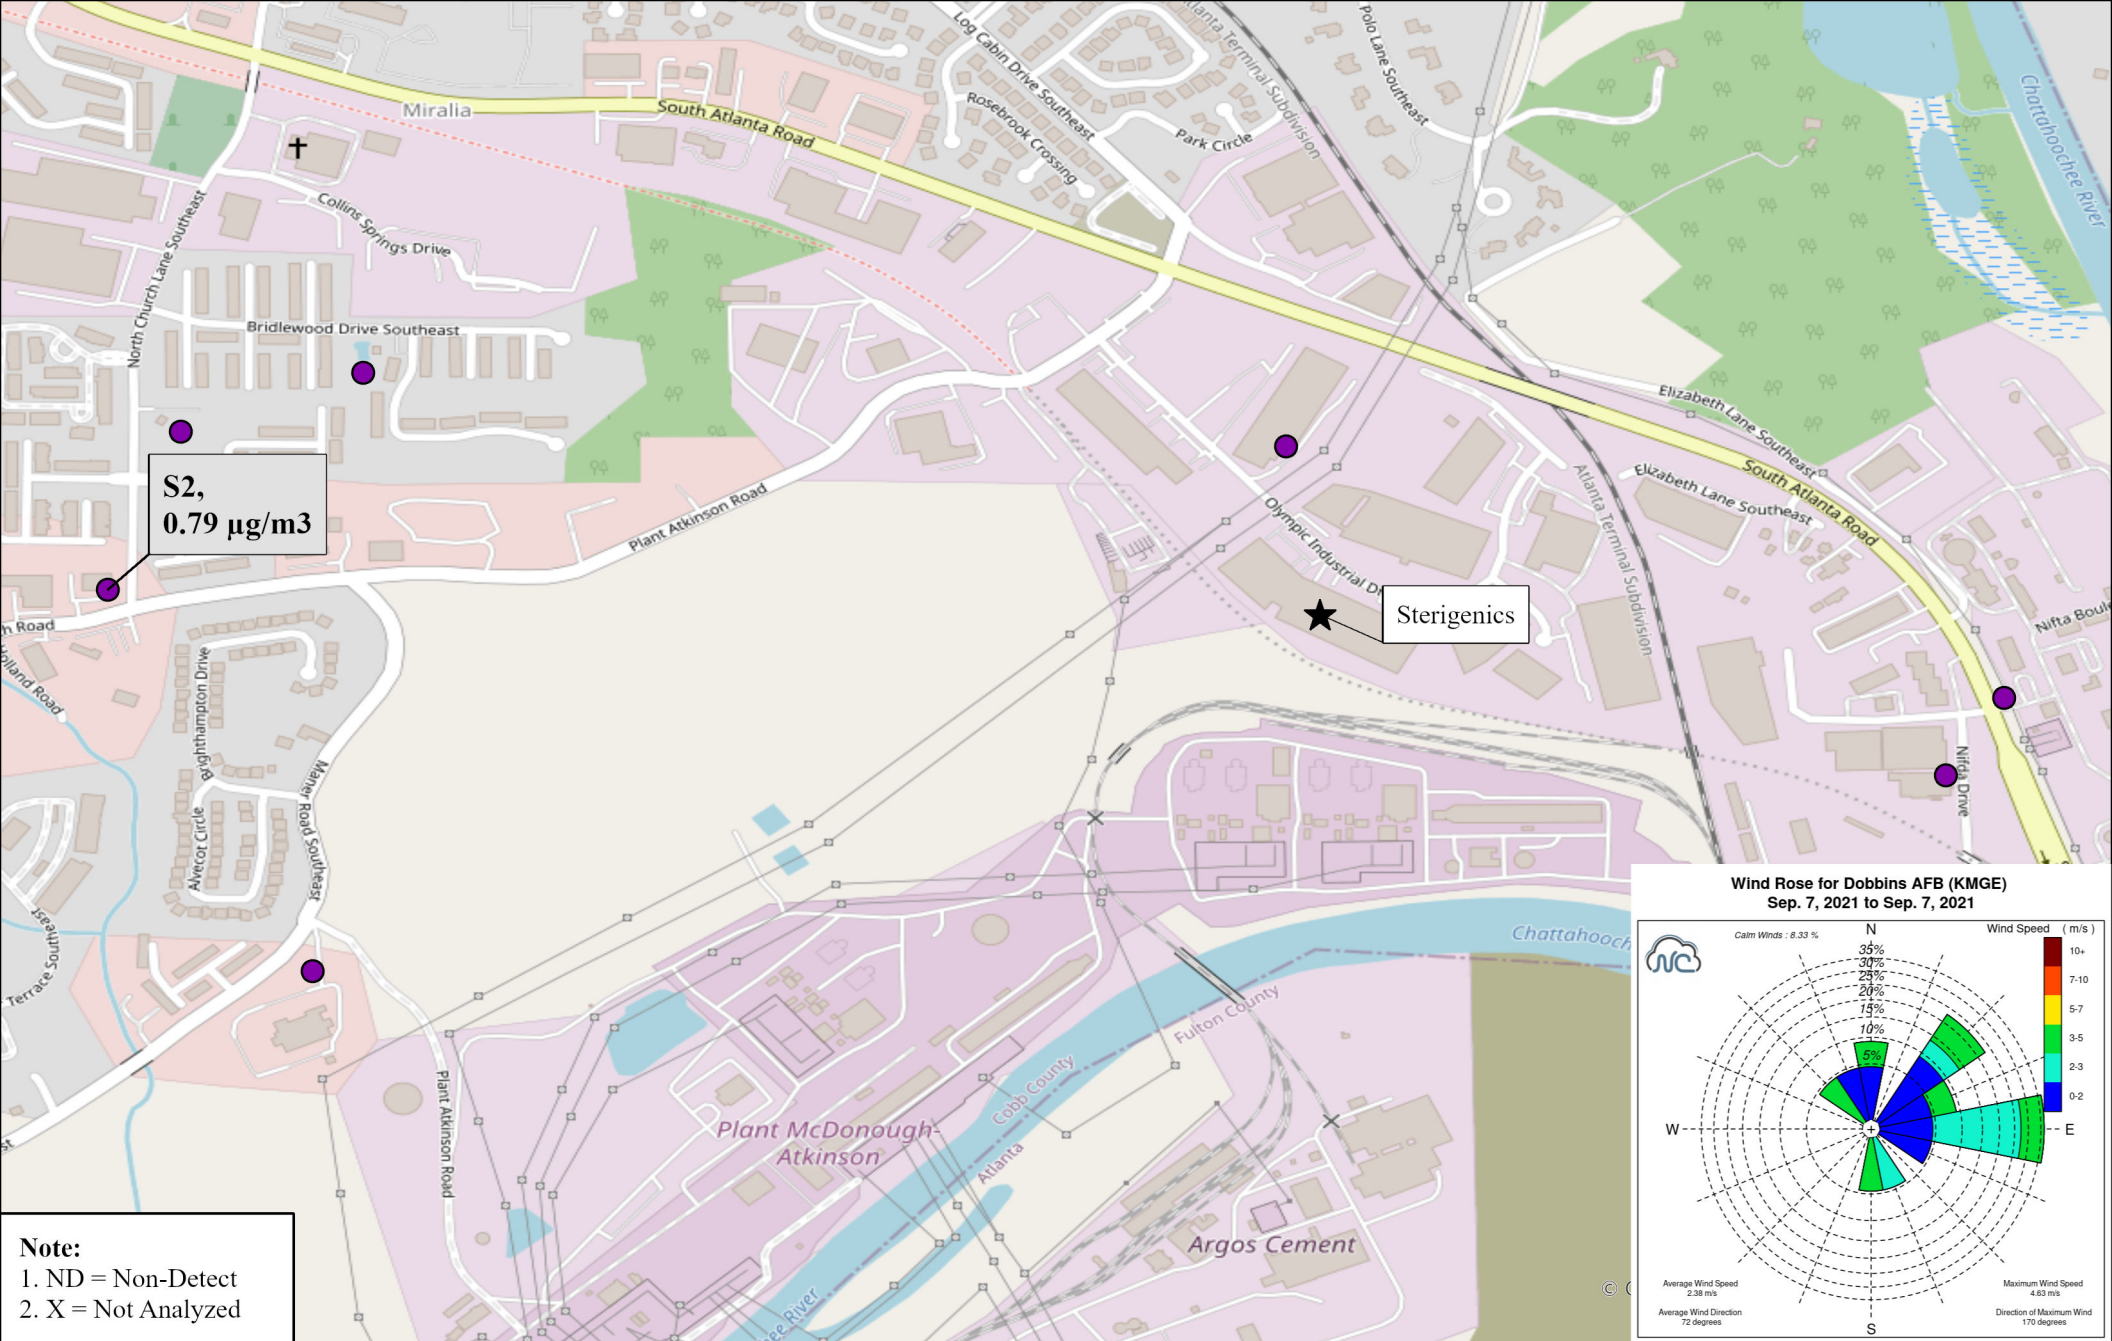 Miralia
South Atlanta Road
Log Cabin Drive Southeast
Rosebrook Crossing
Park Circle
Atlanta Terminal Subdivision
Polo Lane Southeast
Chattahoochee River
Collins Springs Drive
North Church Lane Southeast
Bridlewood Drive Southeast
S2,
0.79 µg/m3
Plant Atkinson Road
Olympic Industrial Dr
Sterigenics
Elizabeth Lane Southeast
Elizabeth Lane Southeast
South Atlanta Road
Atlanta Terminal Subdivision
Nifta Boule
Nifda Drive
h Road
Holland Road
Brighthampton Drive
Alvecot Circle
Maner Road Southeast
Terrace Southeast
st
Plant Atkinson Road
Plant McDonough-
Atkinson
Cobb County
Atlanta
Fulton County
Chattahooch
Argos Cement
ee River
©
Note:
1. ND = Non-Detect
2. X = Not Analyzed
Wind Rose for Dobbins AFB (KMGE)
Sep. 7, 2021 to Sep. 7, 2021
NC
Calm Winds : 8.33 %
N
Wind Speed ( m/s )
35%
30%
25%
20%
15%
10%
5%
10+
7-10
5-7
3-5
2-3
0-2
W
E
S
Average Wind Speed
2.38 m/s
Average Wind Direction
72 degrees
Maximum Wind Speed
4.63 m/s
Direction of Maximum Wind
170 degrees